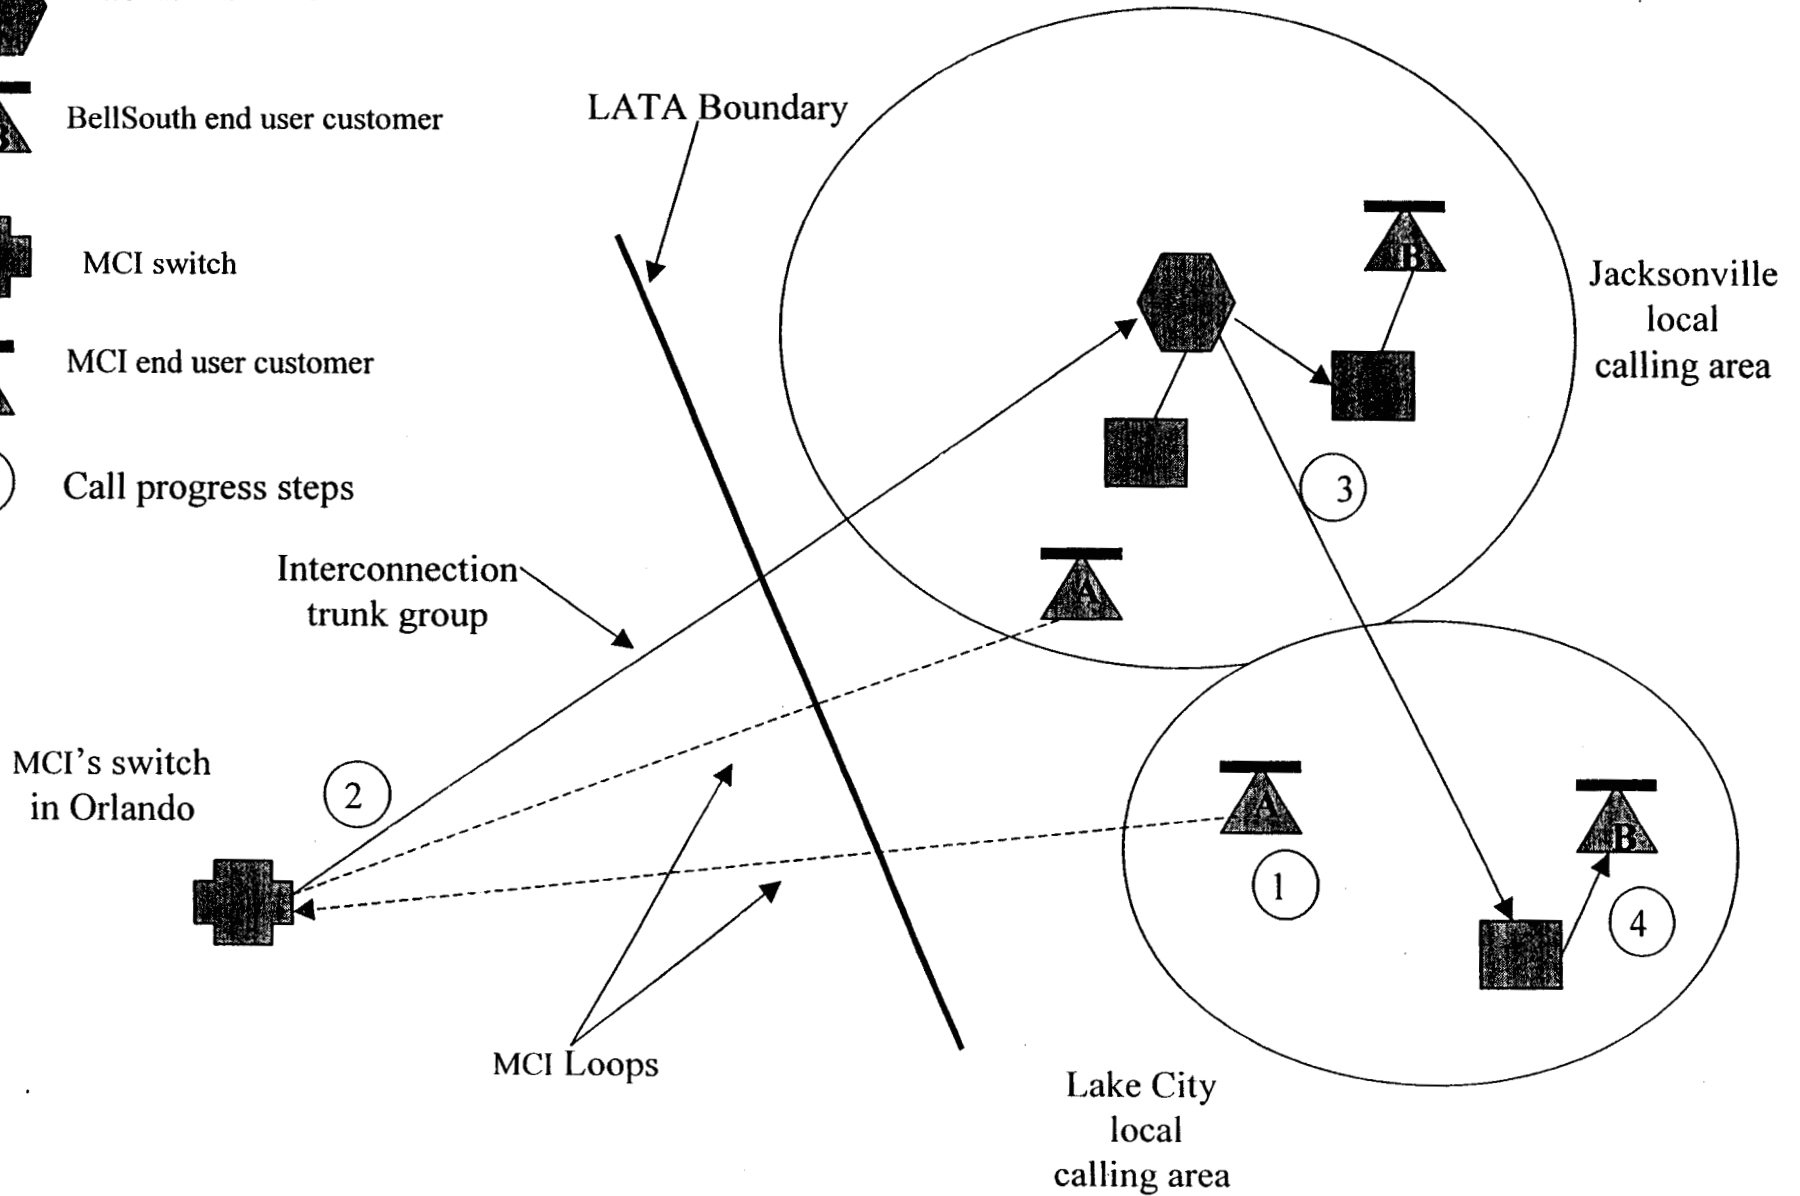 BellSouth end user customer
MCI switch
MCI end user customer
Call progress steps
LATA Boundary
Jacksonville
local
calling area
B
3
Interconnection
trunk group
A
MCI's switch
in Orlando
2
A
B
1
4
MCI Loops
Lake City
local
calling area